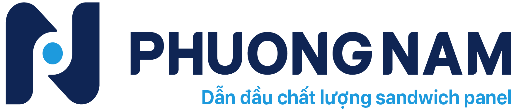 PHUONG NAM
Dẫn đầu chất lượng sandwich panel